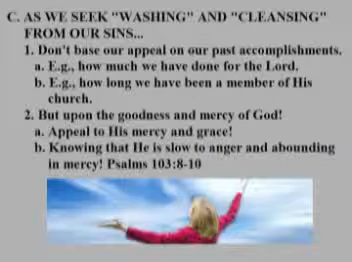 C. AS WE SEEK "WASHING" AND "CLEANSING"
FROM OUR SINS...
1. Don't base our appeal on our past accomplishments.
a. E.g., how much we have done for the Lord.
b. E.g., how long we have been a member of His
church.
2. But upon the goodness and mercy of God!
a. Appeal to His mercy and grace!
b. Knowing that He is slow to anger and abounding
in mercy! Psalms 103:8-10